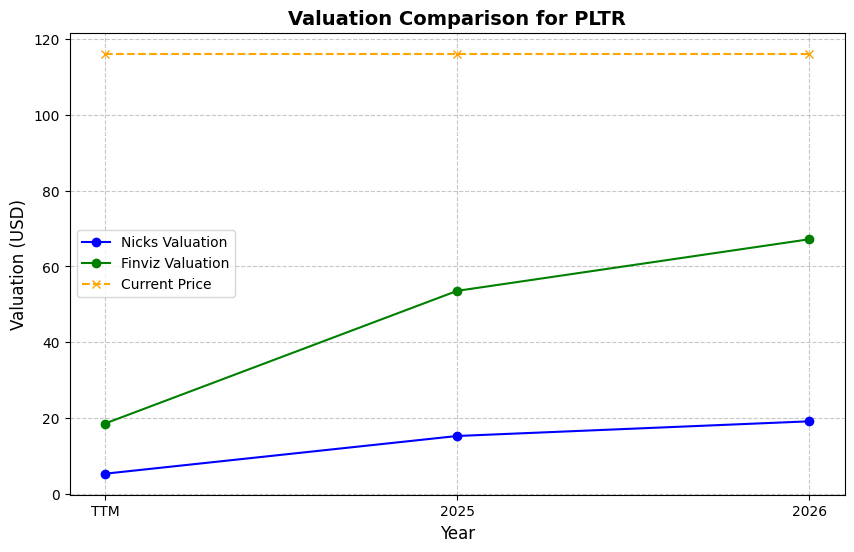 Valuation Comparison for PLTR
Valuation (USD)
120
100
80
60
40
20
0
Nicks Valuation
Finviz Valuation
Current Price
TTM
2025
2026
Year